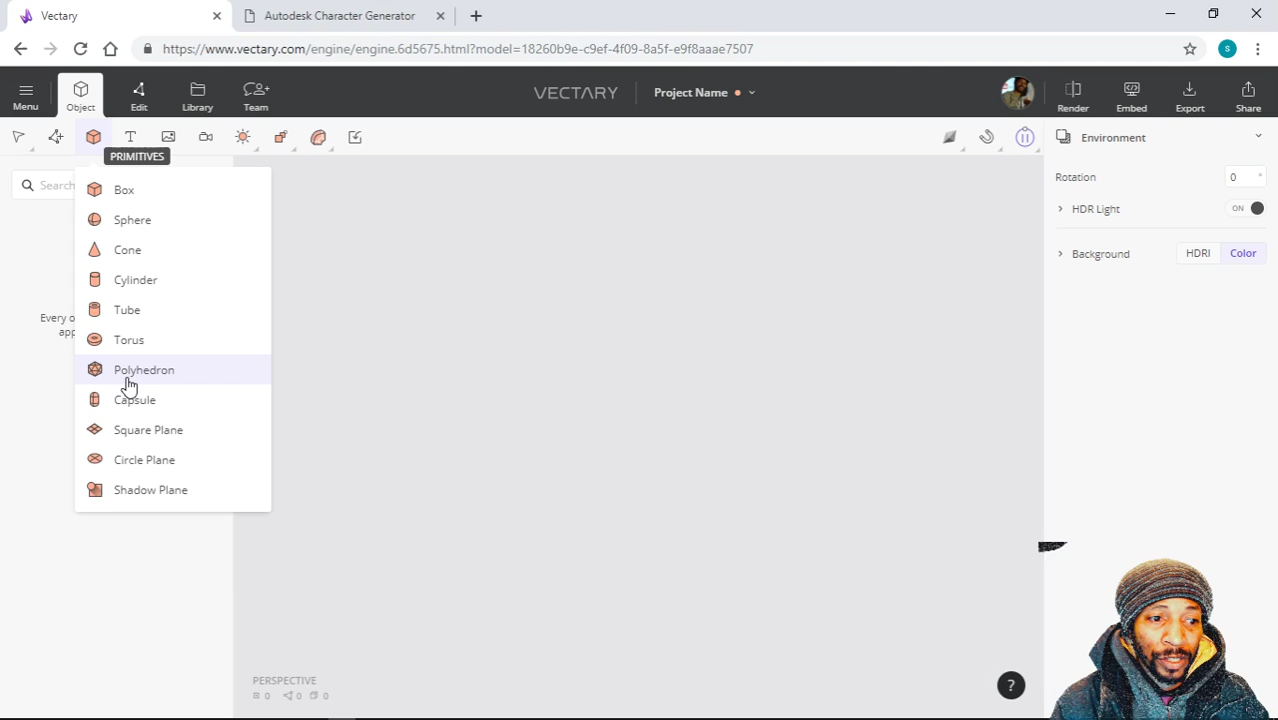 Vectary
Autodesk Character Generator
https://www.vectary.com/engine/engine.6d5675.html?model=18260b9e-c9ef-4f09-8a5f-e9f8aaae7507
S
Menu
Object
Edit
Library
Team
VECTARY
Project Name
Render
Embed
Export
Share
T
PRIMITIVES
Environment
Search
Box
Sphere
Cone
Cylinder
Tube
Torus
Polyhedron
Capsule
Square Plane
Circle Plane
Shadow Plane
Every o
app
Rotation
0 °
HDR Light
ON
Background
HDRI
Color
PERSPECTIVE
0 0 0
?